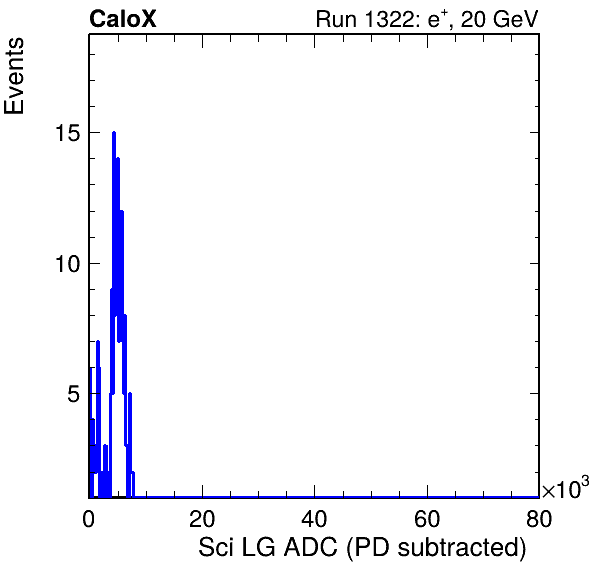 CaloX Run 1322: e⁺, 20 GeV
Events
15
10
5
0 20 40 60 80
×10³
Sci LG ADC (PD subtracted)